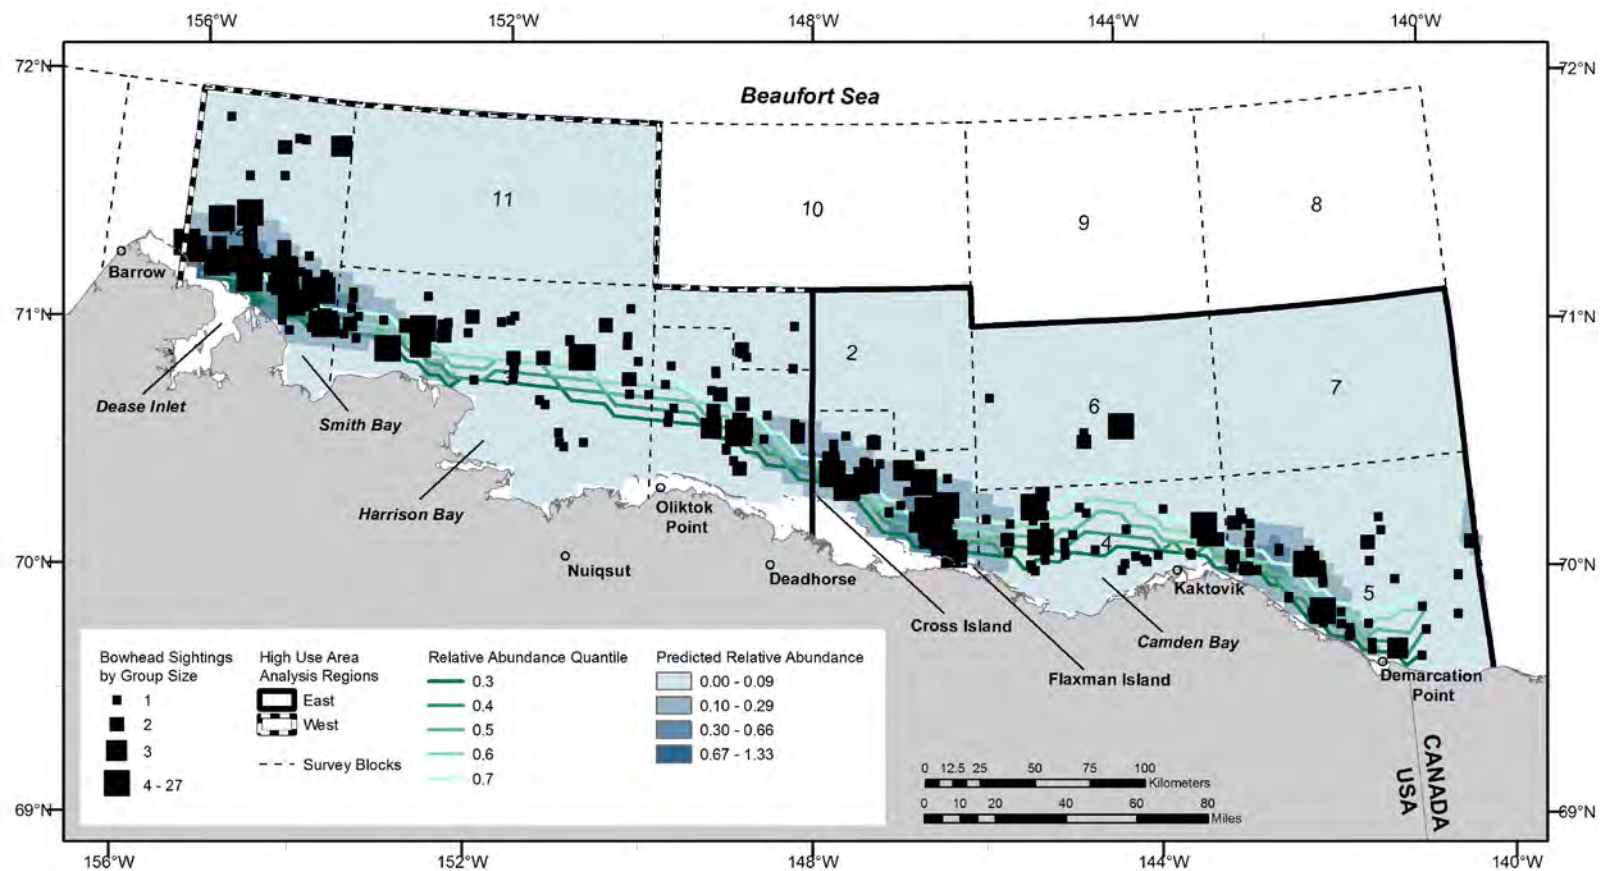 156°W 152°W 148°W 144°W 140°W
72°N 72°N
Beaufort Sea
11
10
9
8
Barrow
71°N 71°N
2
6
7
Dease Inlet
Smith Bay
Harrison Bay
4
5
Oliktok
Point
70°N 70°N
Nuiqsut
Deadhorse
Kaktovik
Cross Island
Camden Bay
Flaxman Island
Demarcation
Point
Bowhead Sightings
by Group Size
1
2
3
4 - 27
High Use Area
Analysis Regions
East
West
Survey Blocks
Relative Abundance Quantile
0.3
0.4
0.5
0.6
0.7
Predicted Relative Abundance
0.00 - 0.09
0.10 - 0.29
0.30 - 0.66
0.67 - 1.33
0 12.5 25 50 75 100
Kilometers
0 10 20 40 60 80
Miles
CANADA
USA
69°N 69°N
156°W 152°W 148°W 144°W 140°W